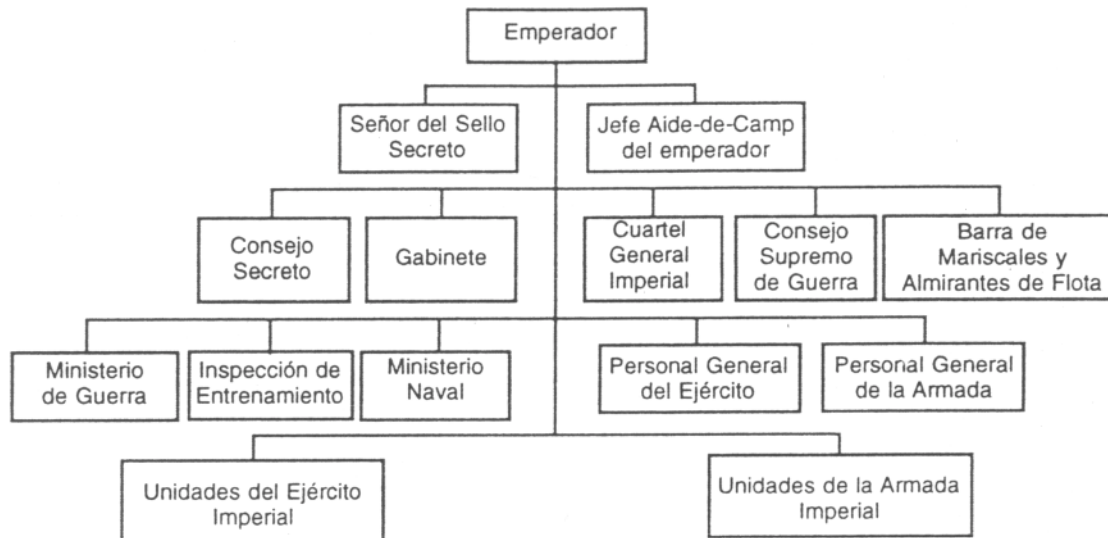 Emperador
Señor del Sello
Secreto
Jefe Aide-de-Camp
del emperador
Consejo
Secreto
Gabinete
Cuartel
General
Imperial
Consejo
Supremo
de Guerra
Barra de
Mariscales y
Almirantes de Flota
Ministerio
de Guerra
Inspección de
Entrenamiento
Ministerio
Naval
Personal General
del Ejército
Personal General
de la Armada
Unidades del Ejército
Imperial
Unidades de la Armada
Imperial